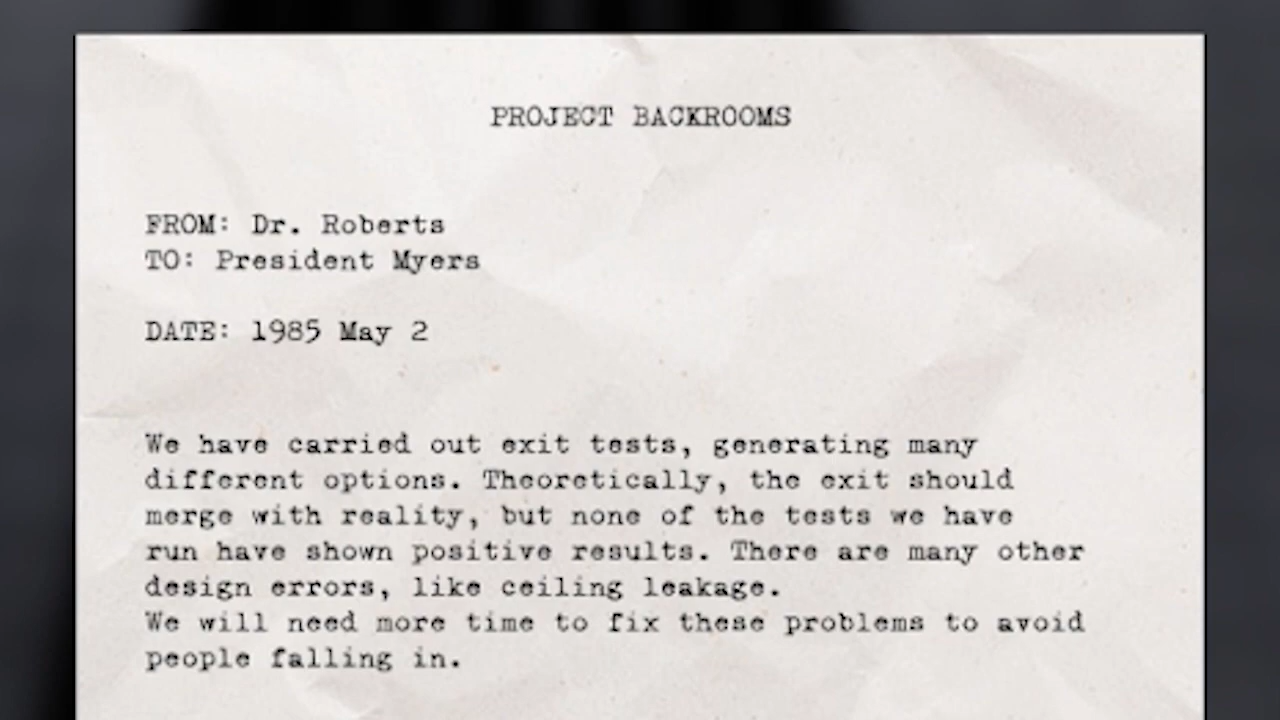 PROJECT BACKROOMS
FROM: Dr. Roberts
TO: President Myers
DATE: 1985 May 2
We have carried out exit tests, generating many
different options. Theoretically, the exit should
merge with reality, but none of the tests we have
run have shown positive results. There are many other
design errors, like ceiling leakage.
We will need more time to fix these problems to avoid
people falling in.